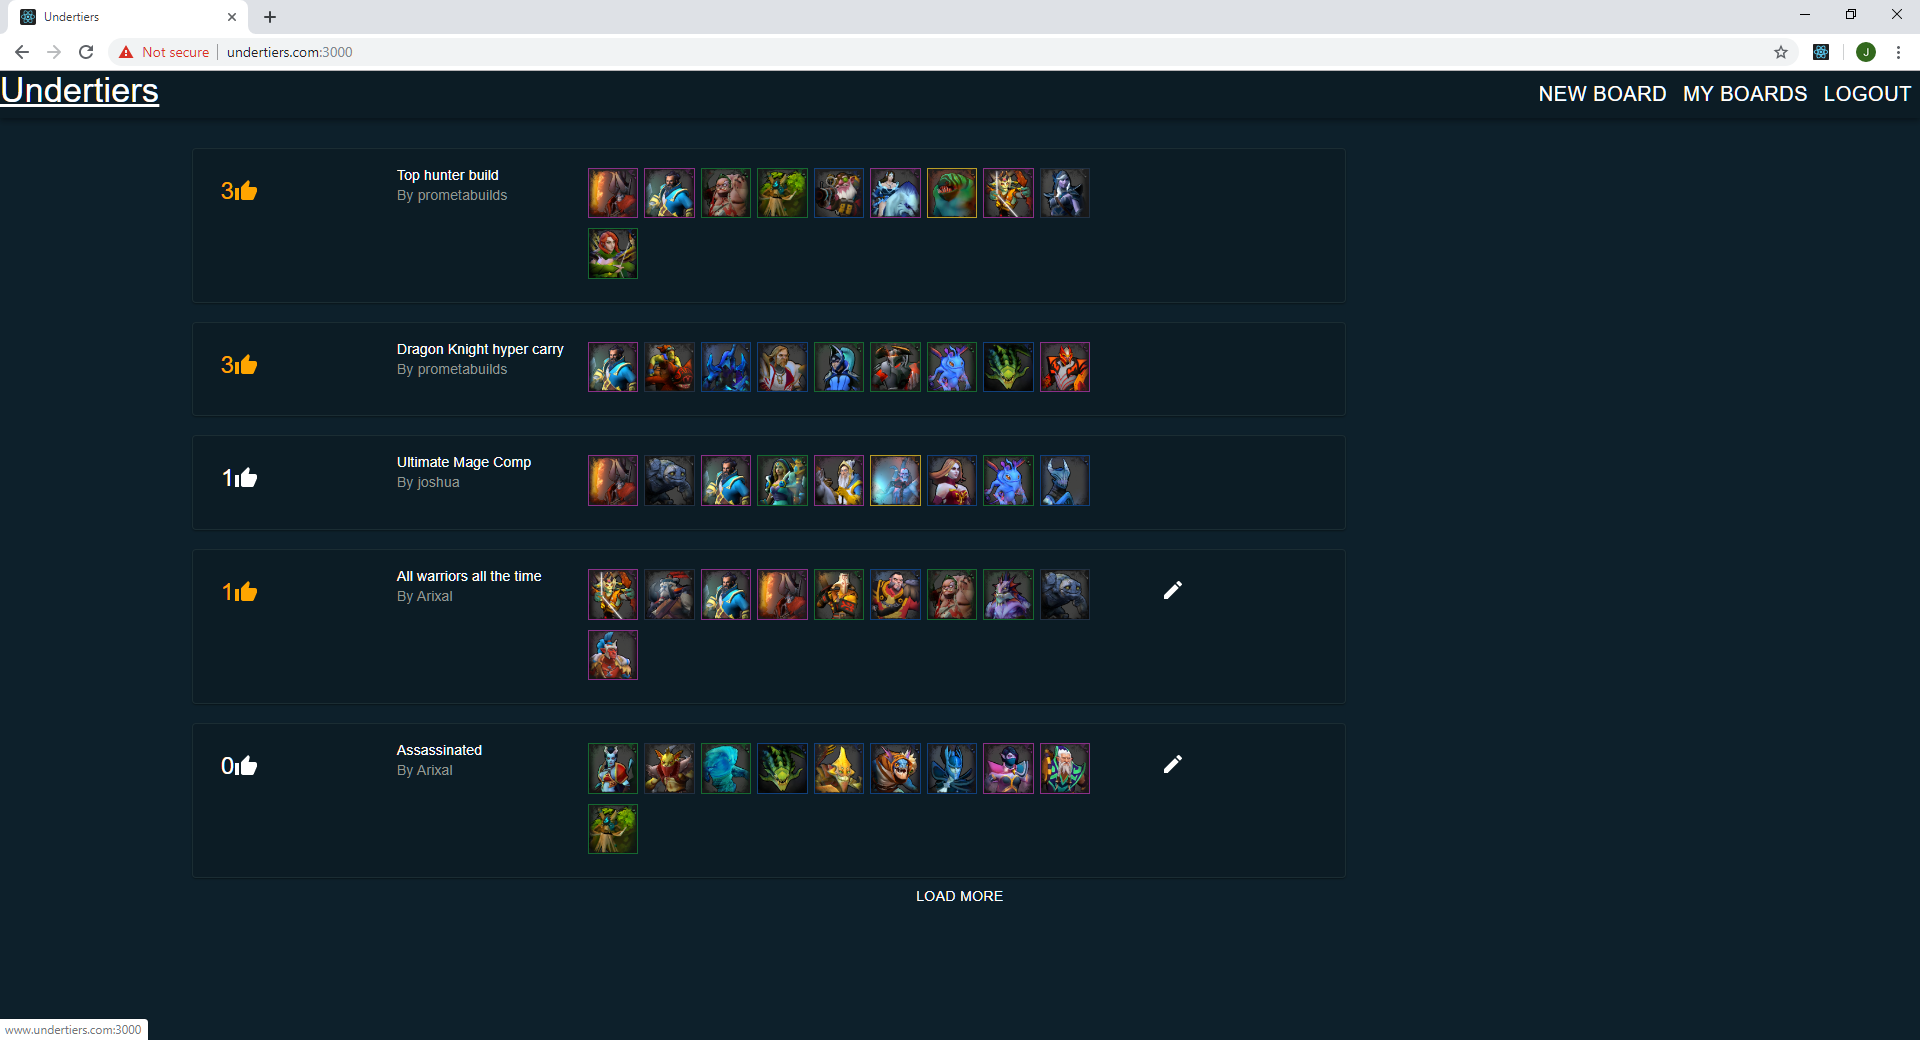 Undertiers
Not secure undertiers.com:3000
J
Undertiers
NEW BOARD MY BOARDS LOGOUT
3
Top hunter build
By prometabuilds
3
Dragon Knight hyper carry
By prometabuilds
1
Ultimate Mage Comp
By joshua
1
All warriors all the time
By Arixal
0
Assassinated
By Arixal
LOAD MORE
www.undertiers.com:3000